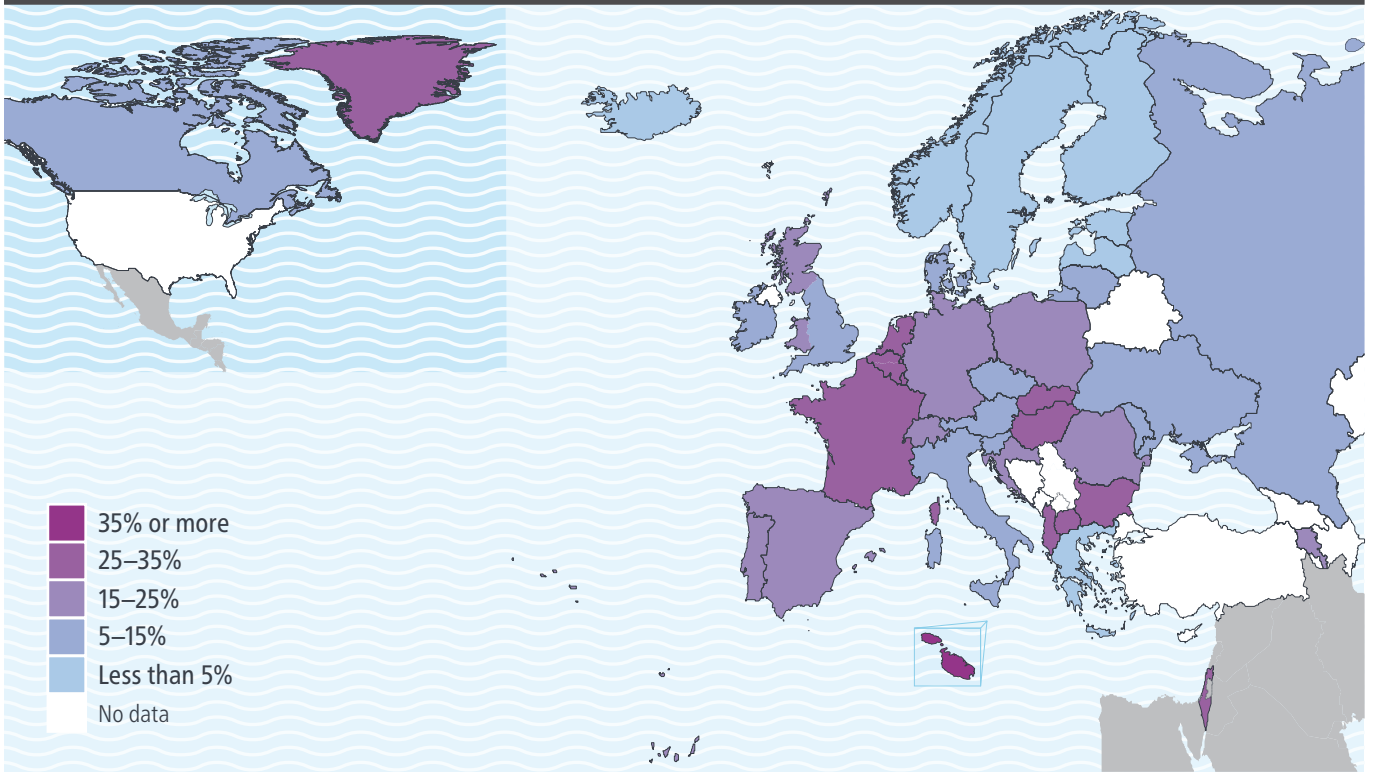 35% or more
25–35%
15–25%
5–15%
Less than 5%
No data